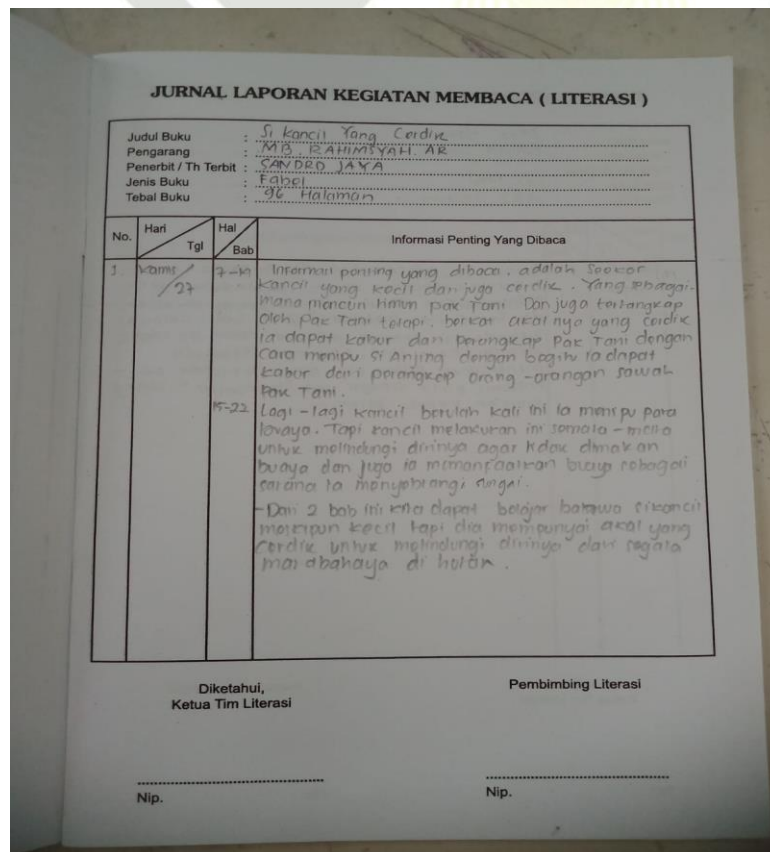 JURNAL LAPORAN KEGIATAN MEMBACA ( LITERASI )
Judul Buku : Si Kancil Yang Cerdik
Pengarang : MB. RAHIMSYAH. AR
Penerbit / Th Terbit : SANDRO JAYA
Jenis Buku : Fabel
Tebal Buku : 96 Halaman
No. Hari Tgl Hal Bab Informasi Penting Yang Dibaca
1. Kamis/27 7- Informasi penting yang dibaca, adalah Seekor
kancil yang kecil dan juga cerdik. Yang sebagai-
mana mencuri timun pak Tani. Dan juga tertangkap
oleh Pak Tani tetapi, berkat akal nya yang cerdik
ia dapat kabur dari perangkap Pak Tani dengan
cara menipu Si Anjing dengan begitu ia dapat
kabur dari perangkap orang-orangan sawah
Pak Tani.
15-22 Lagi-lagi kancil berulah kali ini ia menipu para
buaya. Tapi kancil melakukan ini semata-mata
untuk melindungi dirinya agar tidak dimakan
buaya dan juga ia memanfaatkan buaya sebagai
sarana ia menyebrangi sungai.
-Dari 2 bab ini kita dapat belajar bahawa sikancil
meskipun kecil tapi dia mempunyai akal yang
cerdik untuk melindungi dirinya dari segala
mara bahaya di hutan.
Diketahui,
Ketua Tim Literasi
Pembimbing Literasi
Nip.
Nip.